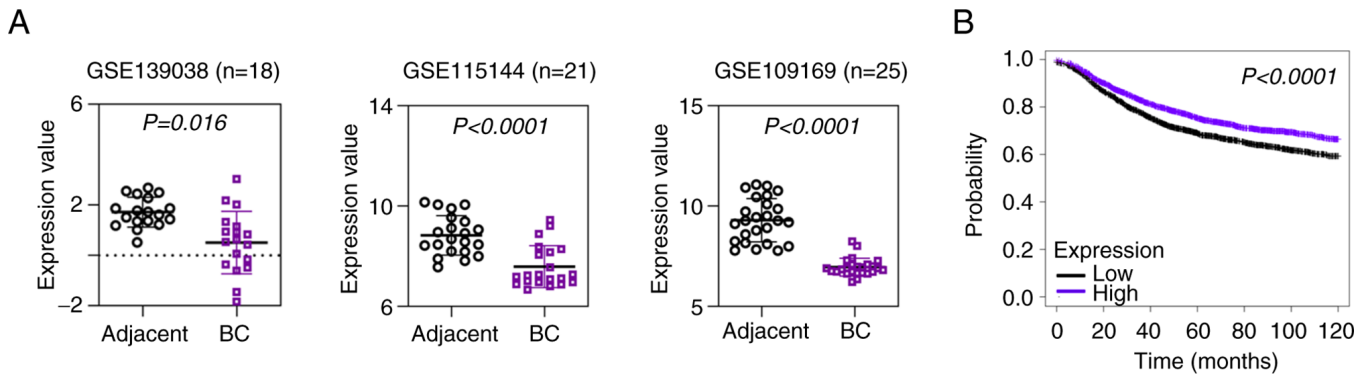 A
GSE139038 (n=18)
Expression value
6
2
−2
P=0.016
Adjacent
BC
GSE115144 (n=21)
Expression value
14
10
6
P<0.0001
Adjacent
BC
GSE109169 (n=25)
Expression value
15
10
5
P<0.0001
Adjacent
BC
B
Probability
1.0
0.8
0.6
0.4
0.2
0.0
P<0.0001
Expression
Low
High
0 20 40 60 80 100 120
Time (months)